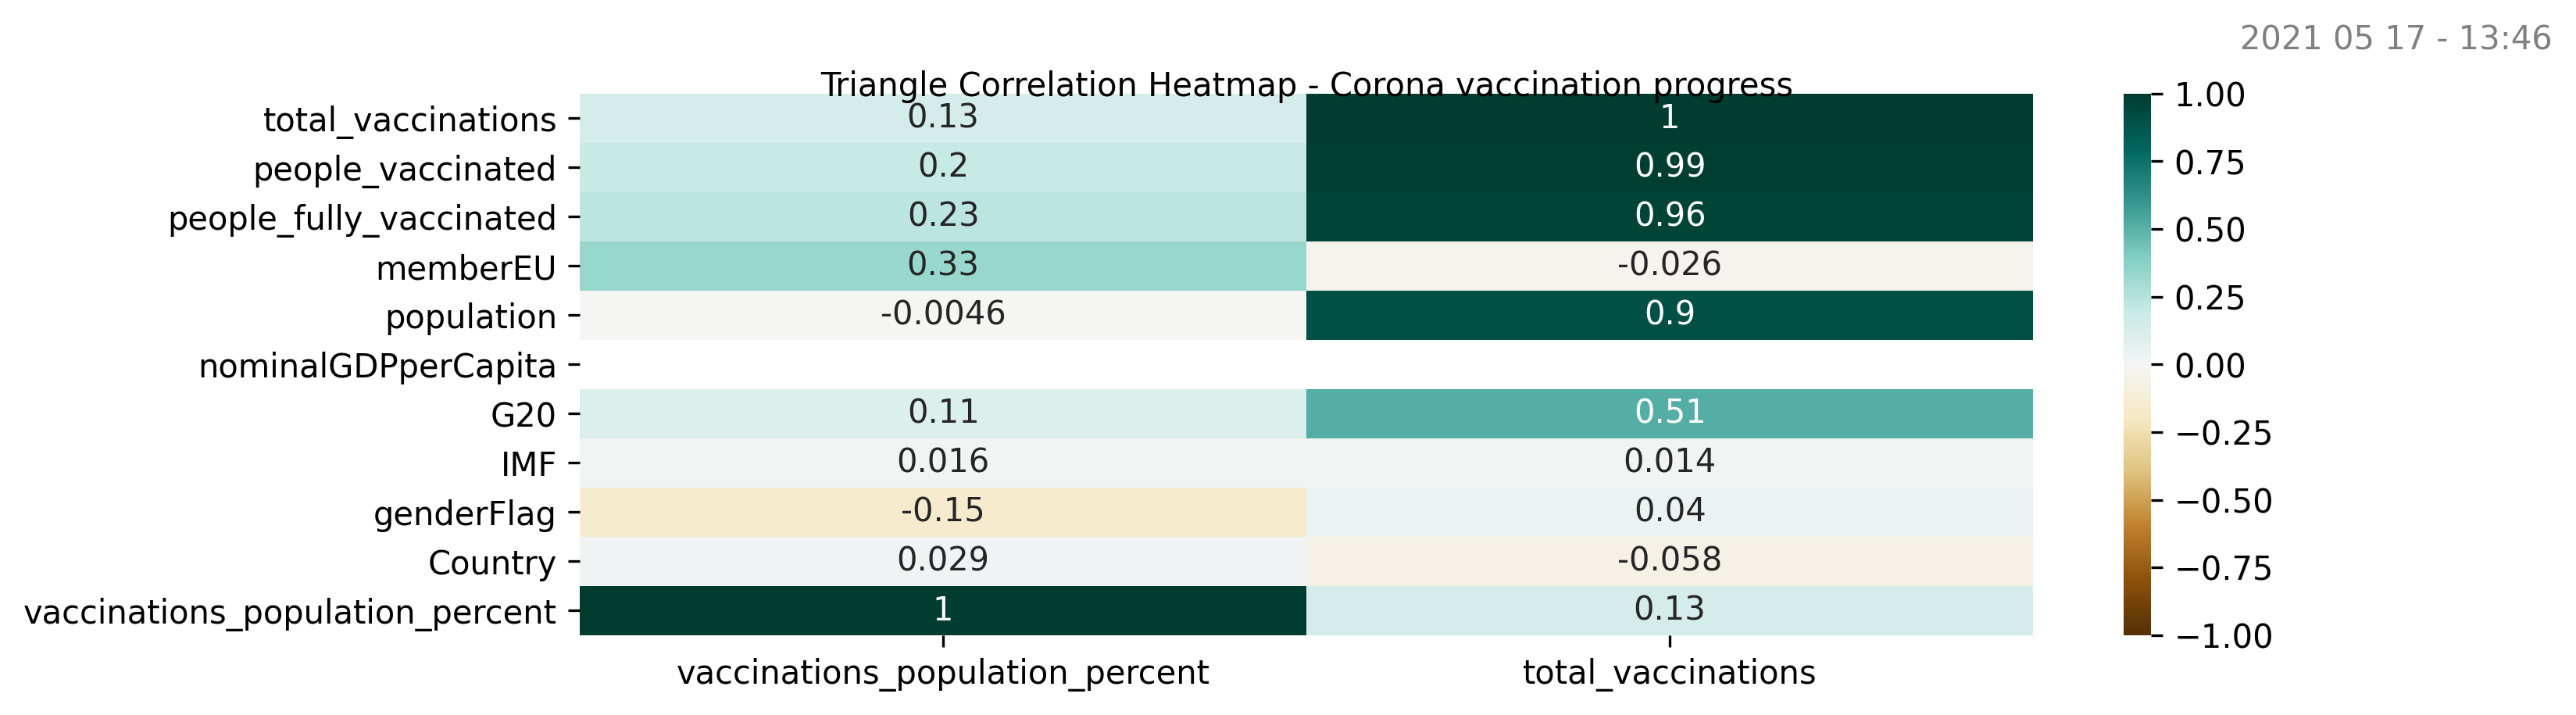 2021 05 17 - 13:46
Triangle Correlation Heatmap - Corona vaccination progress
total_vaccinations 0.13 1
people_vaccinated 0.2 0.99
people_fully_vaccinated 0.23 0.96
memberEU 0.33 -0.026
population -0.0046 0.9
nominalGDPperCapita
G20 0.11 0.51
IMF 0.016 0.014
genderFlag -0.15 0.04
Country 0.029 -0.058
vaccinations_population_percent 1 0.13
vaccinations_population_percent total_vaccinations
1.00
0.75
0.50
0.25
0.00
−0.25
−0.50
−0.75
−1.00